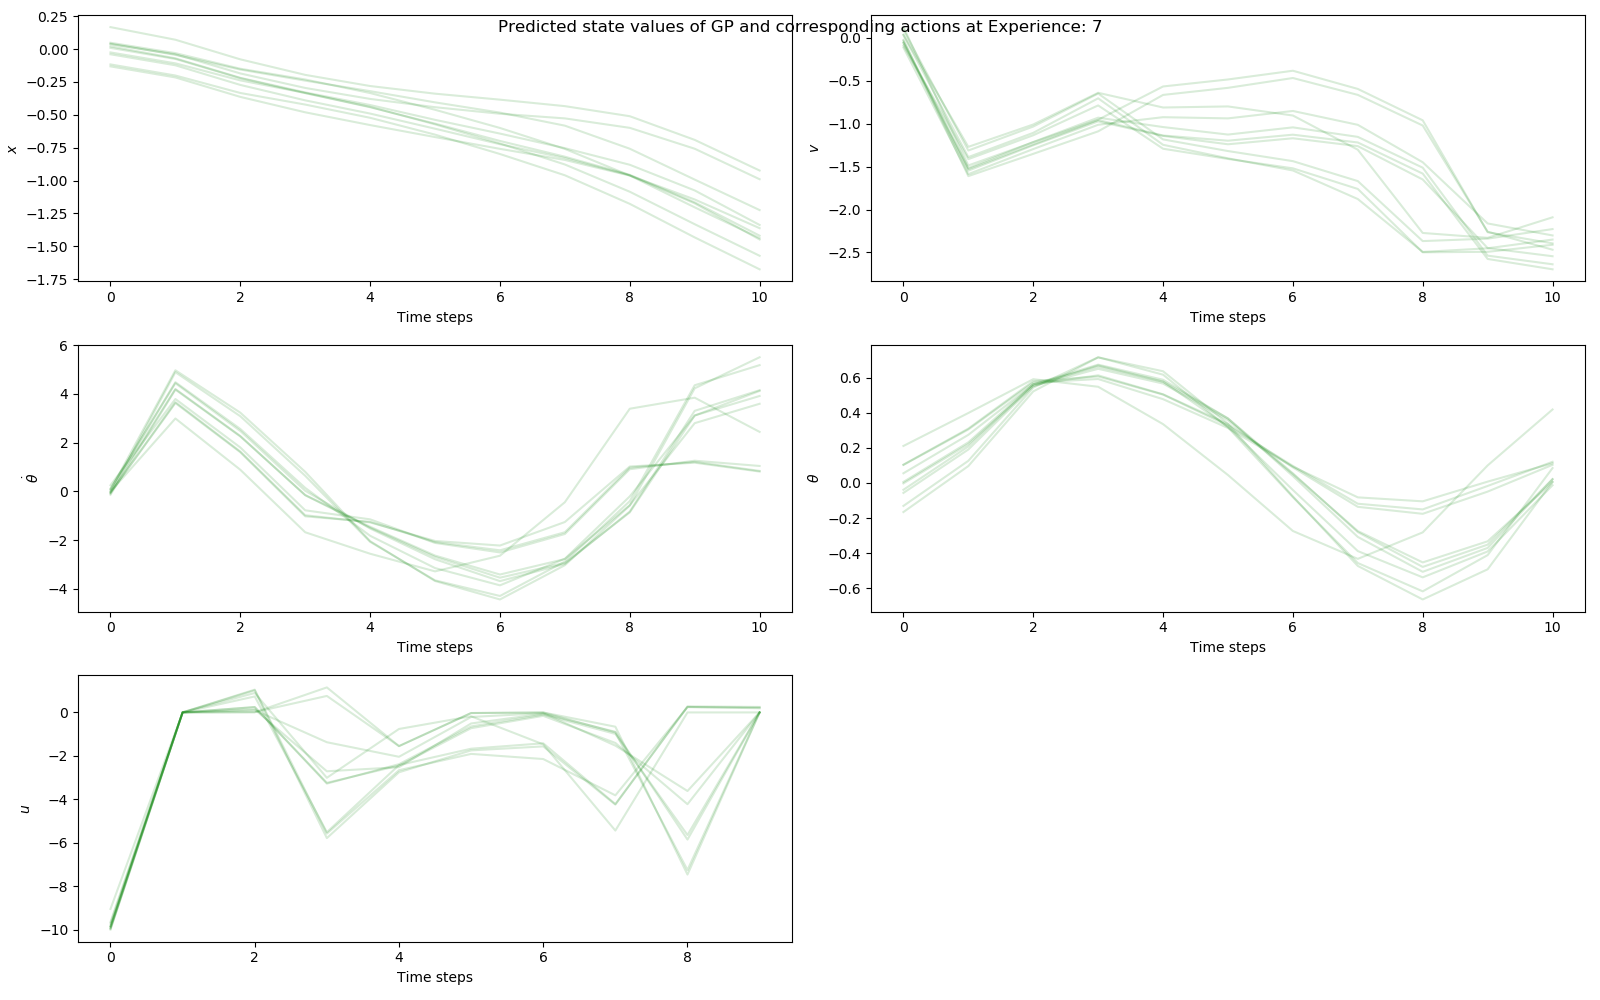 Predicted state values of GP and corresponding actions at Experience: 7
0.25
0.00
−0.25
−0.50
−0.75
−1.00
−1.25
−1.50
−1.75
x
0 2 4 6 8 10
Time steps
0.0
−0.5
−1.0
−1.5
−2.0
−2.5
v
0 2 4 6 8 10
Time steps
6
4
2
0
−2
−4
θ̇
0 2 4 6 8 10
Time steps
0.6
0.4
0.2
0.0
−0.2
−0.4
−0.6
θ
0 2 4 6 8 10
Time steps
0
−2
−4
−6
−8
−10
u
0 2 4 6 8
Time steps